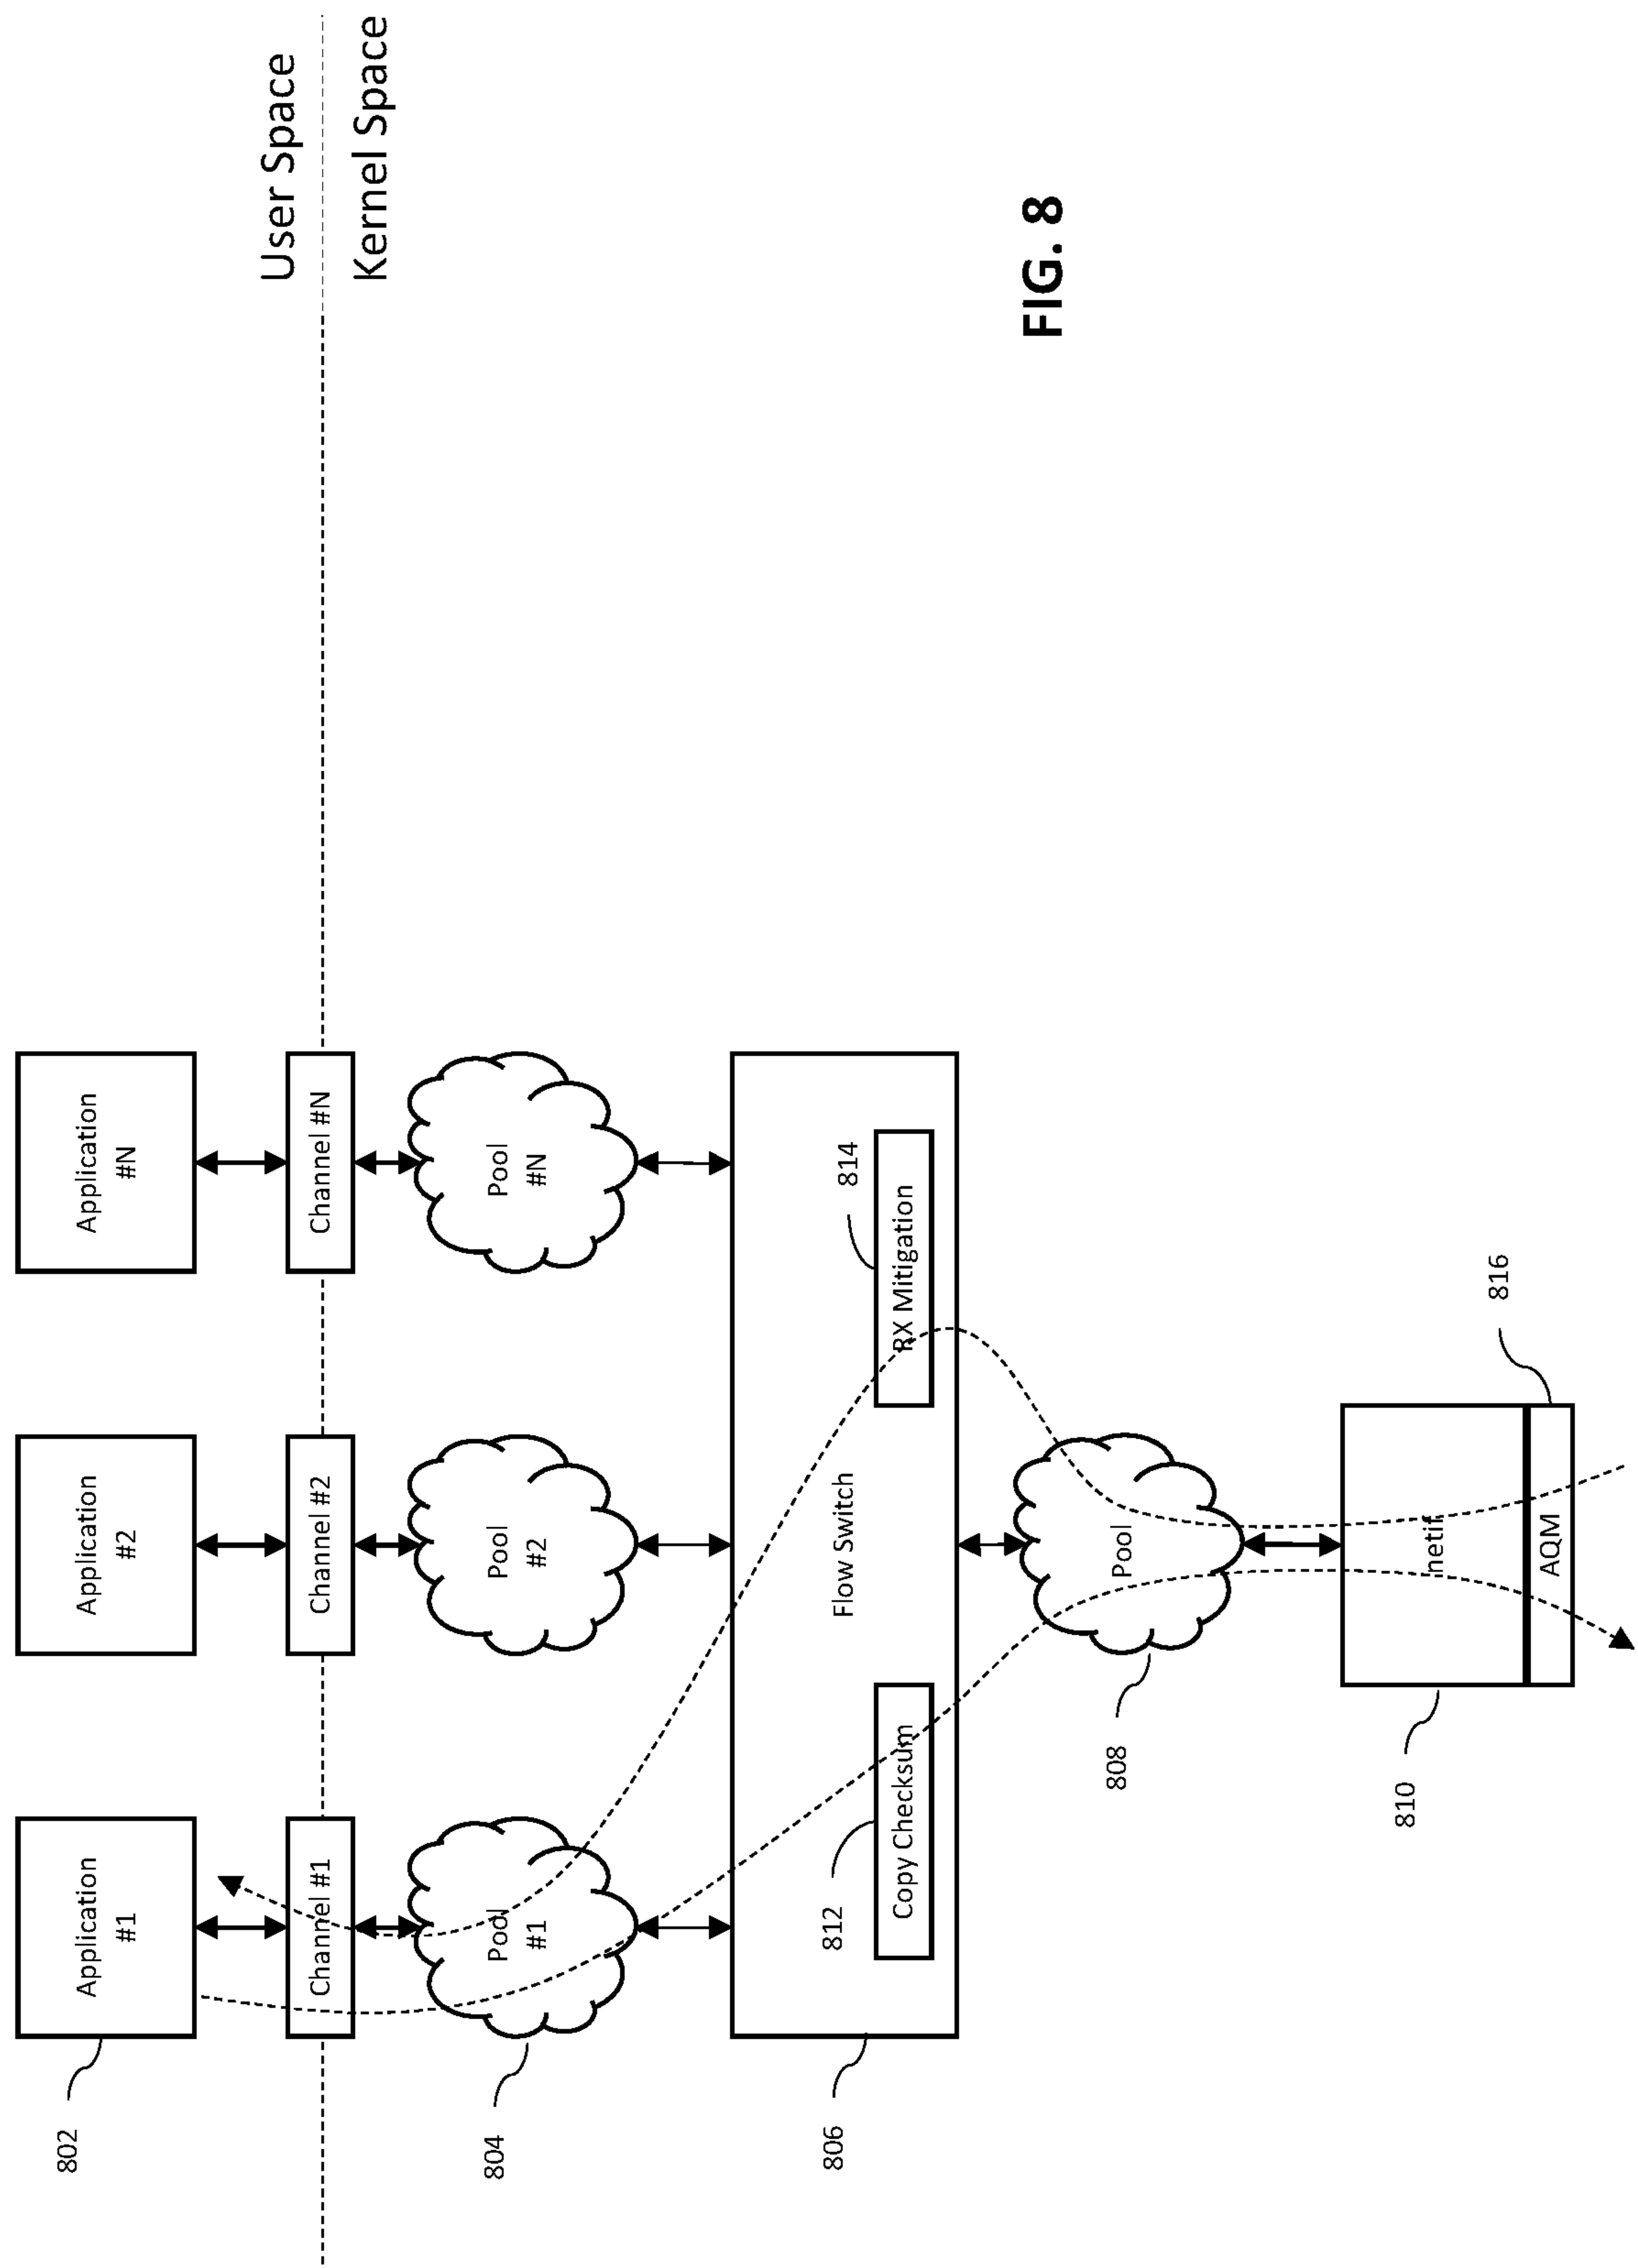 802
Application
#1
Application
#2
Application
#N
User Space
Channel #1
Channel #2
Channel #N
Kernel Space
804
Pool
#1
Pool
#2
Pool
#N
806
Flow Switch
812
814
Copy Checksum
RX Mitigation
FIG. 8
808
Pool
810
netif
816
AQM